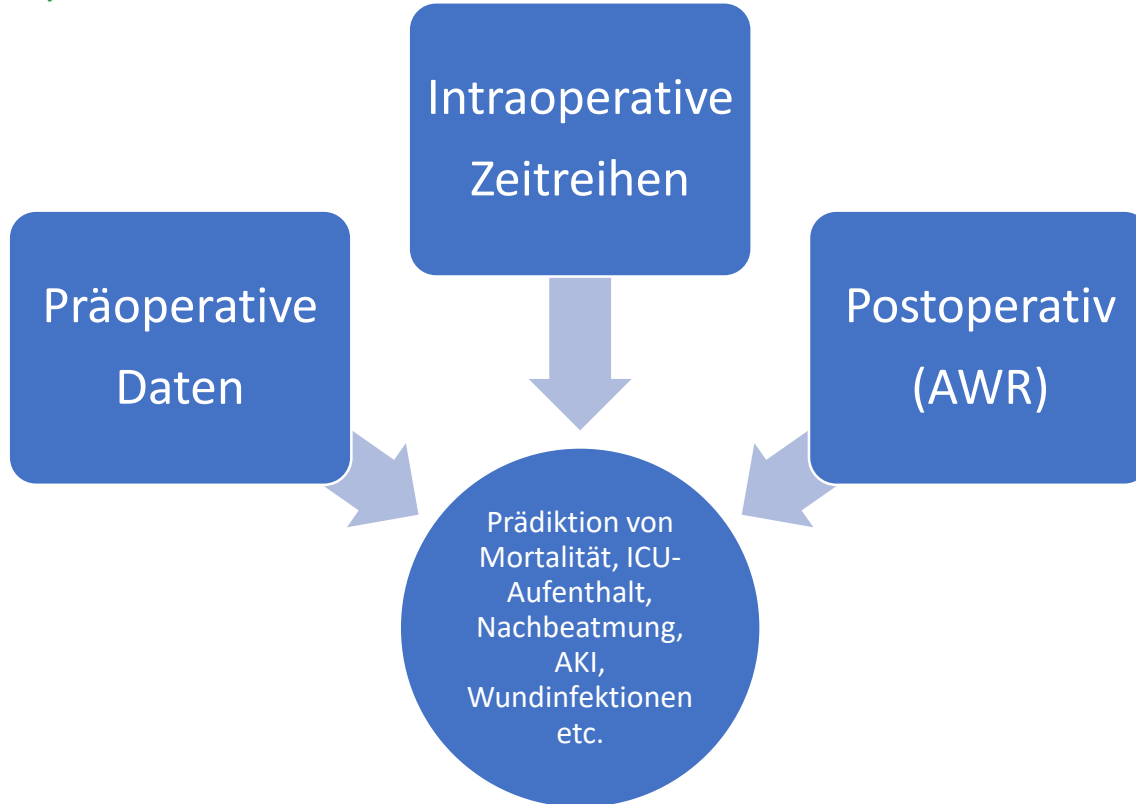 Intraoperative
Zeitreihen
Präoperative
Daten
Postoperativ
(AWR)
Prädiktion von
Mortalität, ICU-
Aufenthalt,
Nachbeatmung,
AKI,
Wundinfektionen
etc.